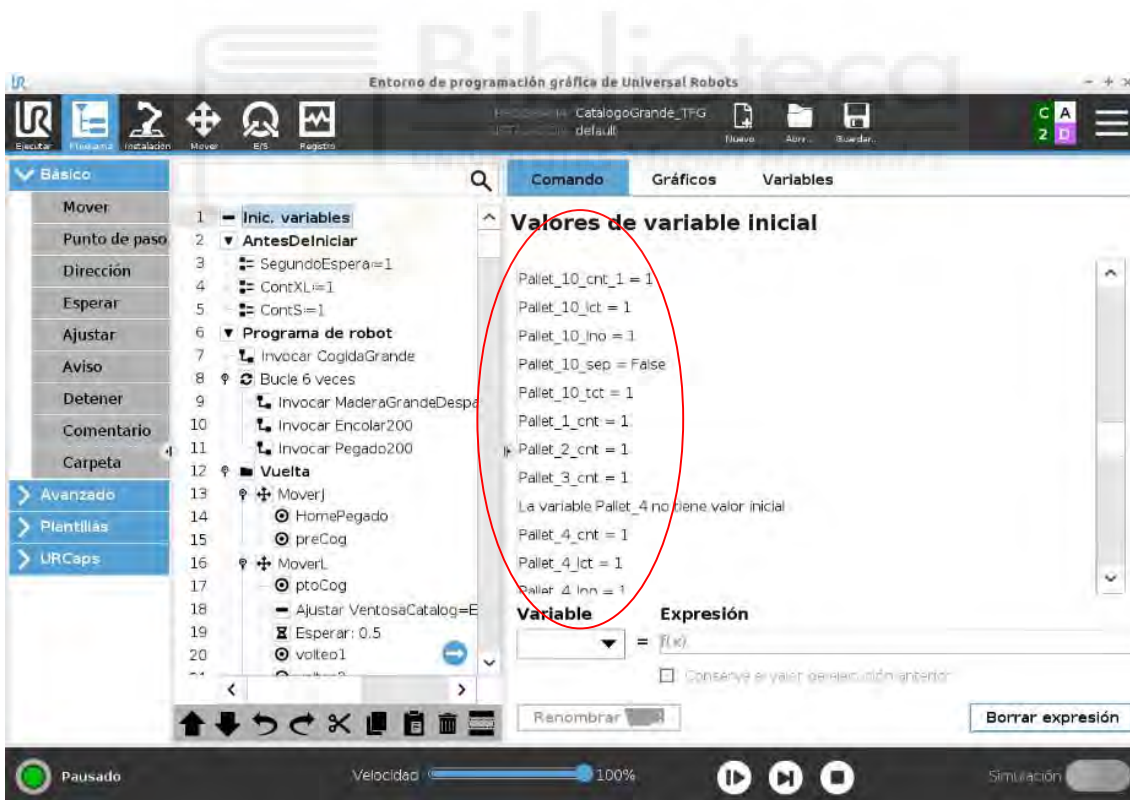 Biblioteca
UR
Entorno de programación gráfica de Universal Robots
CatalogoGrande_TFG
default
Ejecutar
Programa
Instalación
Mover
E/S
Registro
Nuevo
Abrir...
Guardar...
C A
2 D
Básico
Mover
Punto de paso
Dirección
Esperar
Ajustar
Aviso
Detener
Comentario
Carpeta
Avanzado
Plantillas
URCaps
1 Inic. variables
2 AntesDeIniciar
3 SegundoEspera≔1
4 ContXL≔1
5 ContS≔1
6 Programa de robot
7 Invocar CogidaGrande
8 Bucle 6 veces
9 Invocar MaderaGrandeDespa
10 Invocar Encolar200
11 Invocar Pegado200
12 Vuelta
13 MoverJ
14 HomePegado
15 preCog
16 MoverL
17 ptoCog
18 Ajustar VentosaCatalog=E
19 Esperar: 0.5
20 volteo1
Comando Gráficos Variables
Valores de variable inicial
Pallet_10_cnt_1 = 1
Pallet_10_lct = 1
Pallet_10_lno = 1
Pallet_10_sep = False
Pallet_10_tct = 1
Pallet_1_cnt = 1
Pallet_2_cnt = 1
Pallet_3_cnt = 1
La variable Pallet_4 no tiene valor inicial
Pallet_4_cnt = 1
Pallet_4_lct = 1
Pallet_4_lno = 1
Variable Expresión
= f(x)
Conserve el valor de ejecución anterior
Renombrar
Borrar expresión
Pausado
Velocidad 100%
Simulación